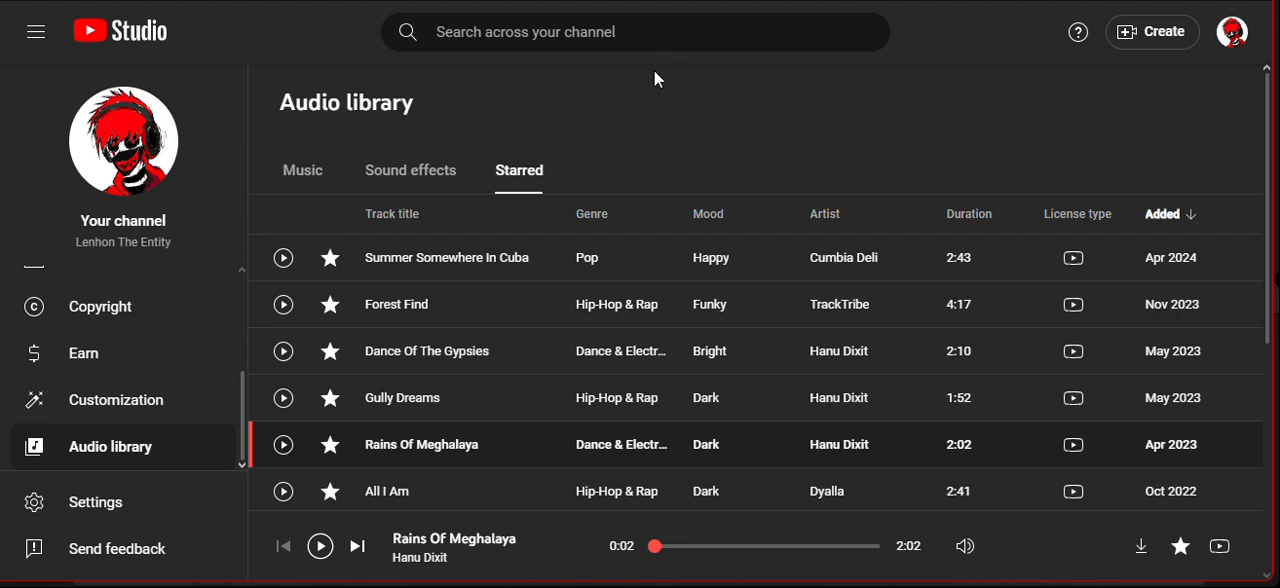 Studio
Search across your channel
Create
Your channel
Lenhon The Entity
Copyright
Earn
Customization
Audio library
Settings
Send feedback
Audio library
Music Sound effects Starred
Track title Genre Mood Artist Duration License type Added
Summer Somewhere In Cuba Pop Happy Cumbia Deli 2:43 Apr 2024
Forest Find Hip-Hop & Rap Funky TrackTribe 4:17 Nov 2023
Dance Of The Gypsies Dance & Electr... Bright Hanu Dixit 2:10 May 2023
Gully Dreams Hip-Hop & Rap Dark Hanu Dixit 1:52 May 2023
Rains Of Meghalaya Dance & Electr... Dark Hanu Dixit 2:02 Apr 2023
All I Am Hip-Hop & Rap Dark Dyalla 2:41 Oct 2022
Rains Of Meghalaya
Hanu Dixit
0:02 2:02